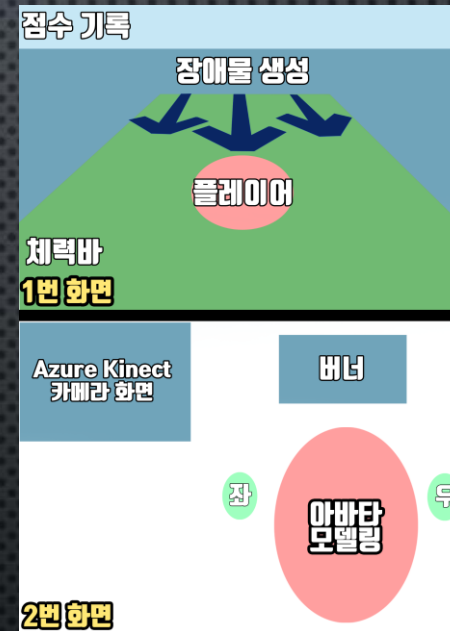 점수 기록
장애물 생성
플레이어
체력바
1번 화면
Azure Kinect
카메라 화면
버너
좌
우
아바타
모델링
2번 화면